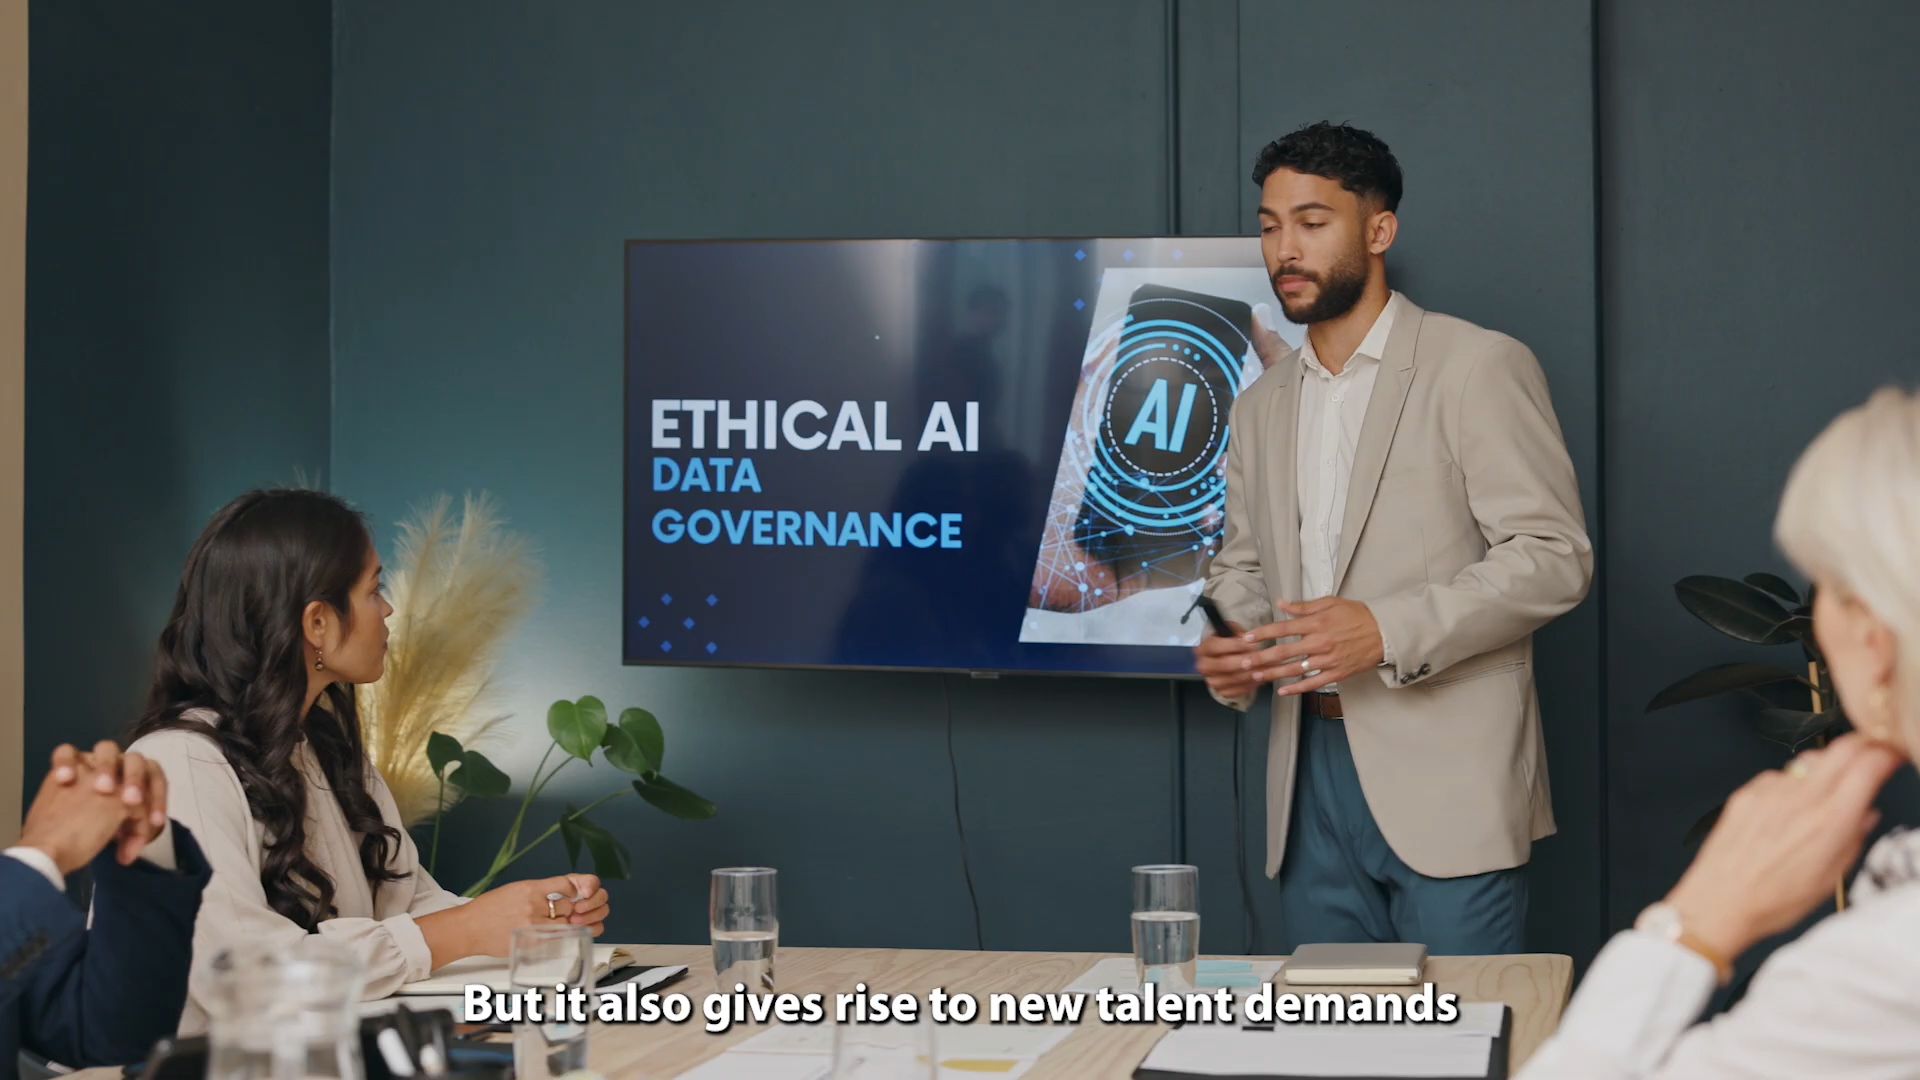 ETHICAL AI
DATA
GOVERNANCE
AI
But it also gives rise to new talent demands